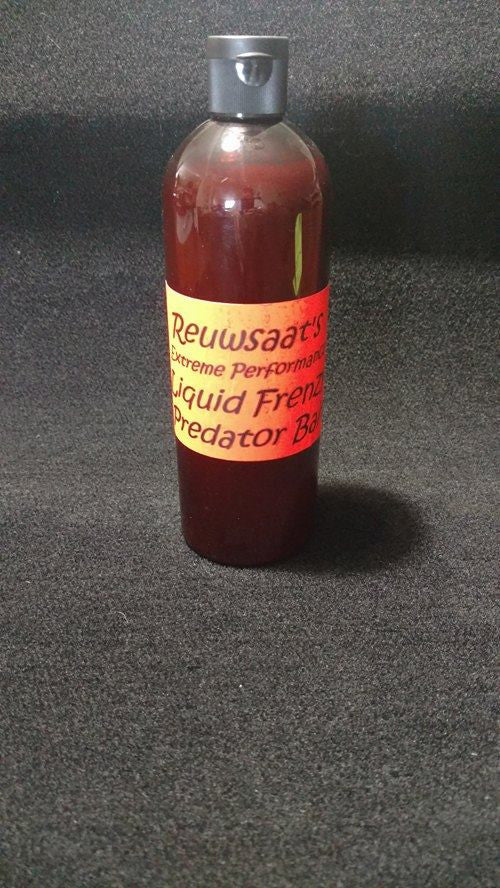 Reuwsaat's
Extreme Performanc
Liquid Frenz
Predator Ba